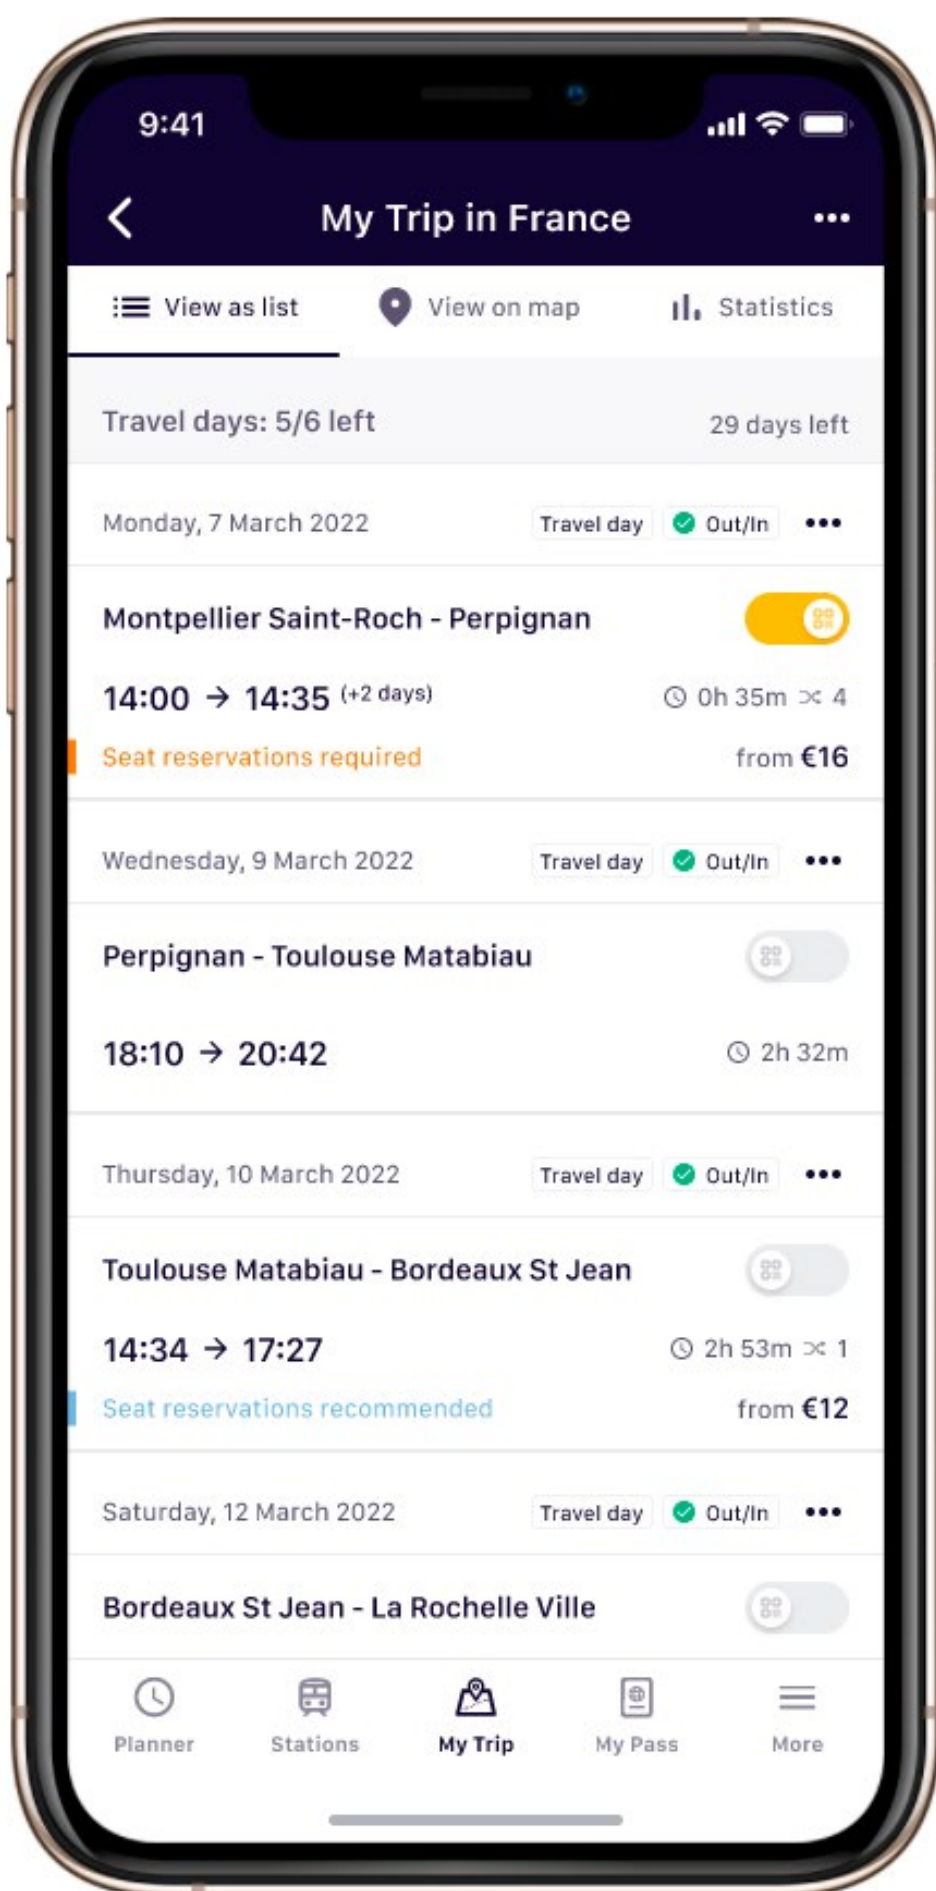 9:41
My Trip in France
View as list View on map Statistics
Travel days: 5/6 left 29 days left
Monday, 7 March 2022 Travel day Out/In
Montpellier Saint-Roch - Perpignan
14:00 → 14:35 (+2 days) 0h 35m 4
Seat reservations required from €16
Wednesday, 9 March 2022 Travel day Out/In
Perpignan - Toulouse Matabiau
18:10 → 20:42 2h 32m
Thursday, 10 March 2022 Travel day Out/In
Toulouse Matabiau - Bordeaux St Jean
14:34 → 17:27 2h 53m 1
Seat reservations recommended from €12
Saturday, 12 March 2022 Travel day Out/In
Bordeaux St Jean - La Rochelle Ville
Planner Stations My Trip My Pass More